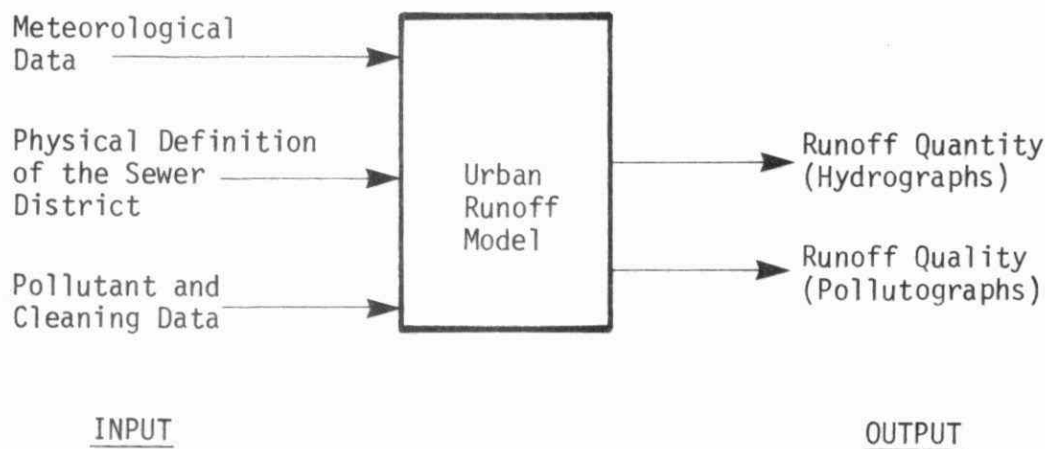 Meteorological
Data
Physical Definition
of the Sewer
District
Pollutant and
Cleaning Data
Urban
Runoff
Model
Runoff Quantity
(Hydrographs)
Runoff Quality
(Pollutographs)
INPUT
OUTPUT